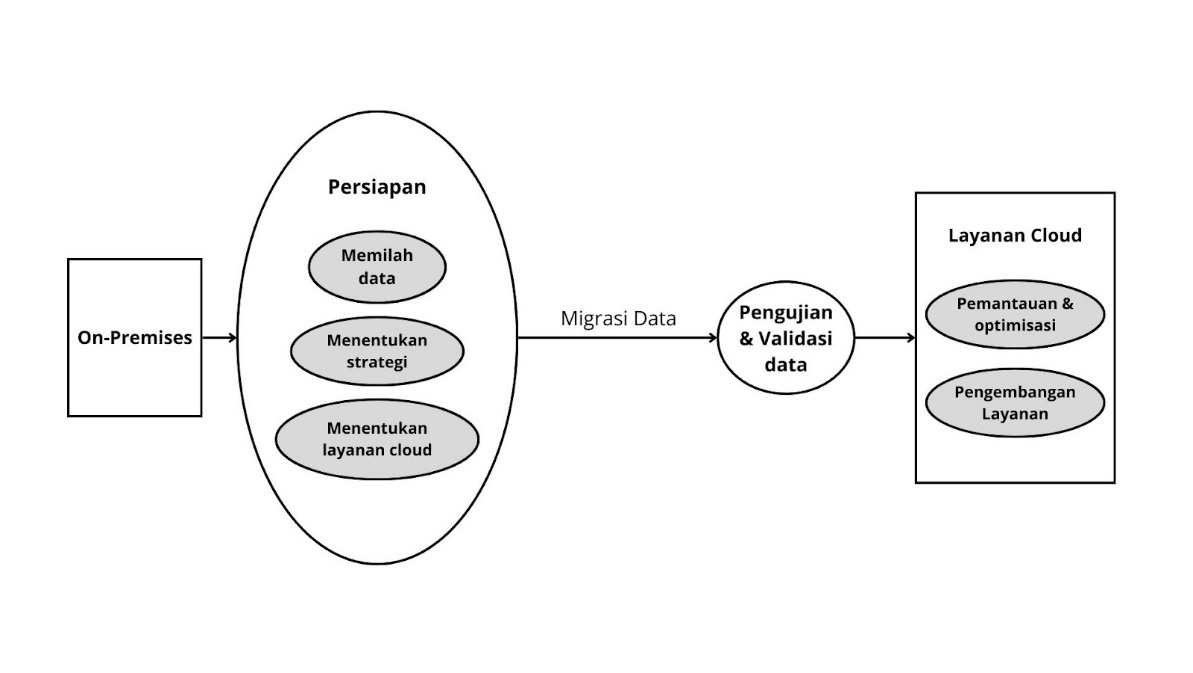 On-Premises
Persiapan
Memilah
data
Menentukan
strategi
Menentukan
layanan cloud
Migrasi Data
Pengujian
& Validasi
data
Layanan Cloud
Pemantauan &
optimisasi
Pengembangan
Layanan